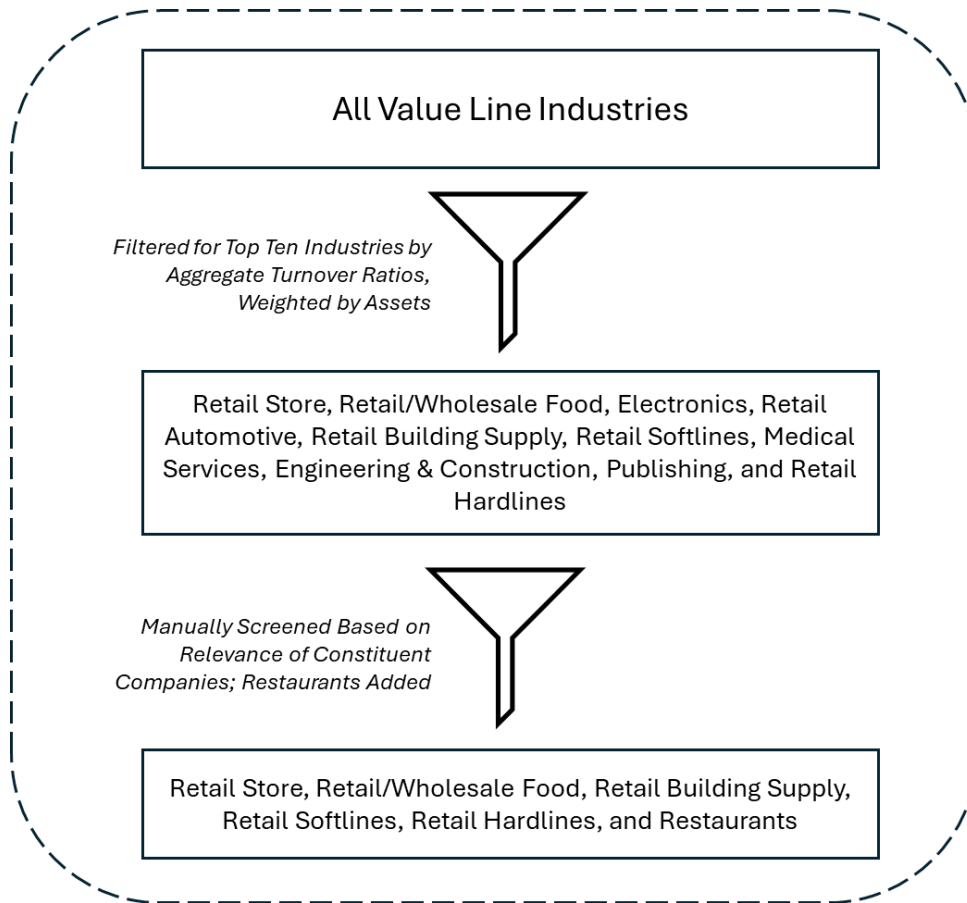 All Value Line Industries
Filtered for Top Ten Industries by
Aggregate Turnover Ratios,
Weighted by Assets
Retail Store, Retail/Wholesale Food, Electronics, Retail
Automotive, Retail Building Supply, Retail Softlines, Medical
Services, Engineering & Construction, Publishing, and Retail
Hardlines
Manually Screened Based on
Relevance of Constituent
Companies; Restaurants Added
Retail Store, Retail/Wholesale Food, Retail Building Supply,
Retail Softlines, Retail Hardlines, and Restaurants